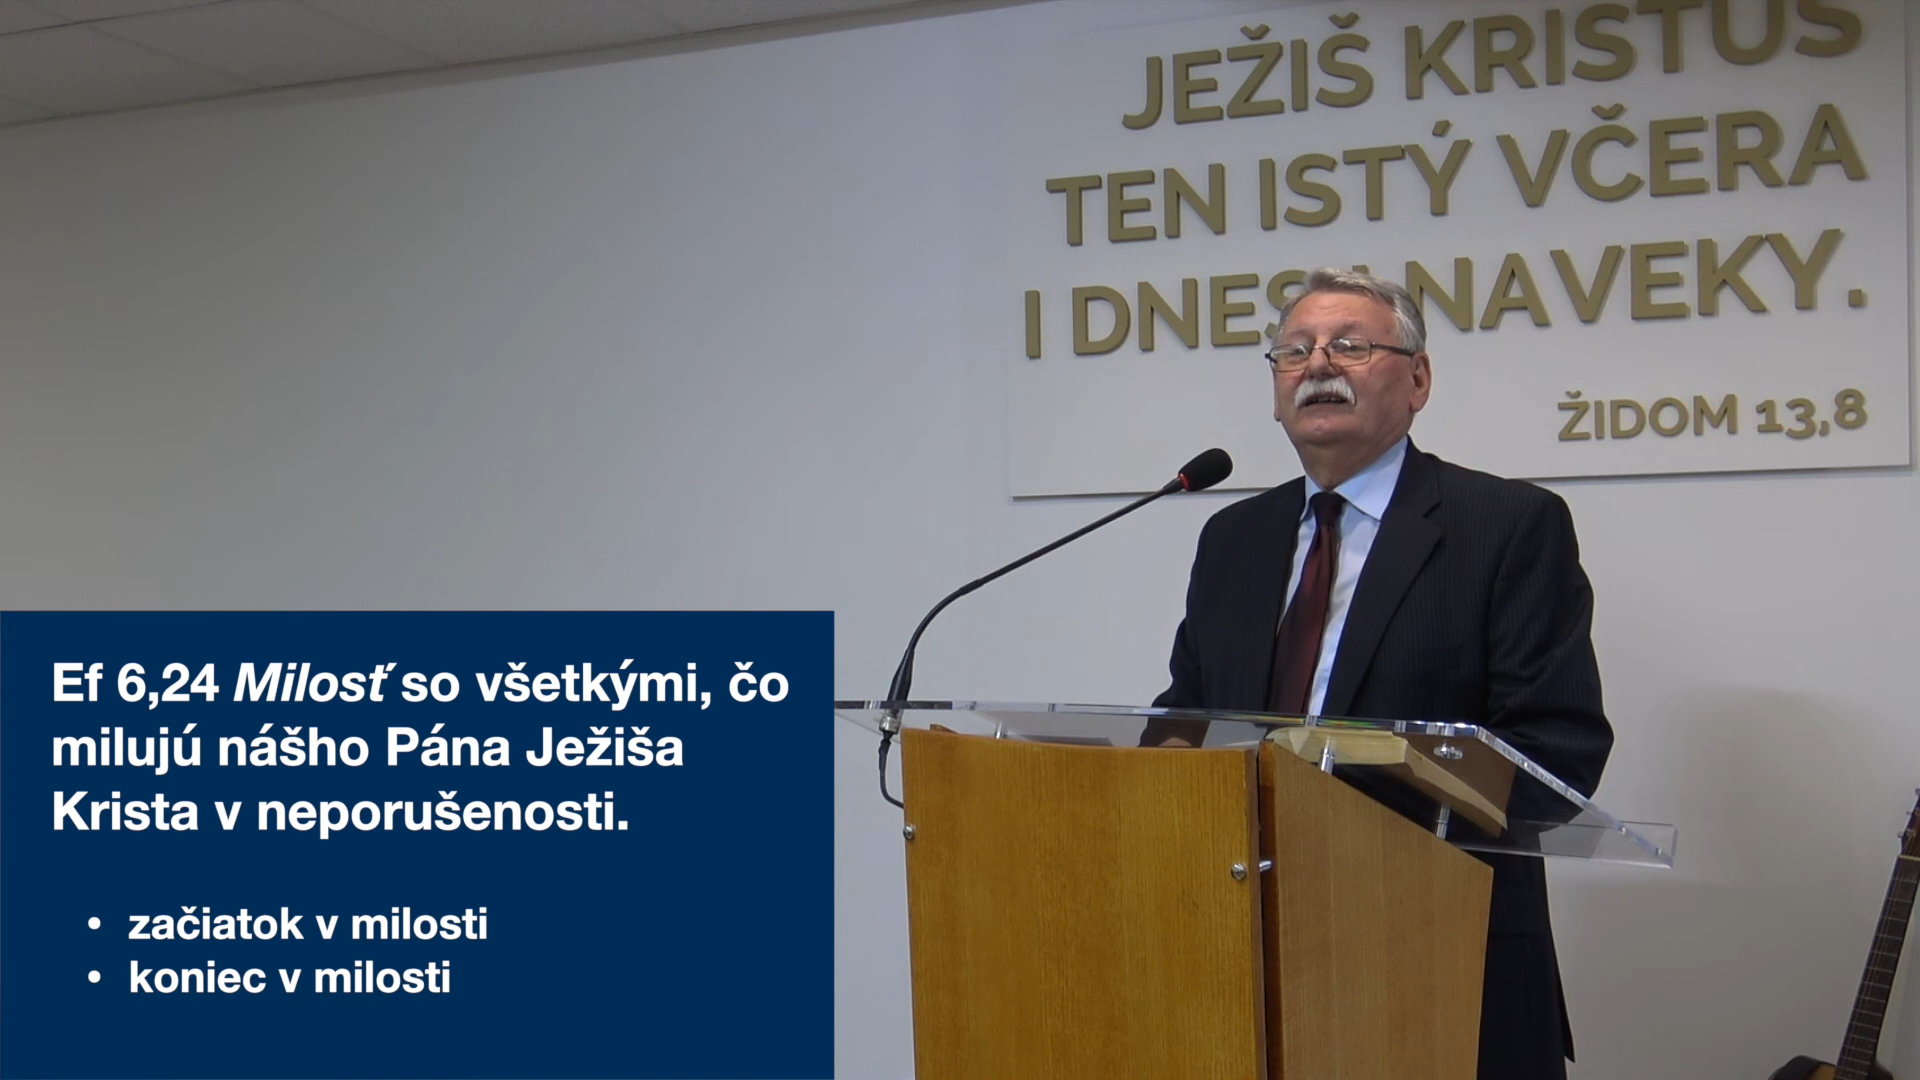 JEŽIŠ KRISTUS
TEN ISTÝ VČERA
I DNES I NAVEKY.
ŽIDOM 13,8
Ef 6,24 Milosť so všetkými, čo
milujú nášho Pána Ježiša
Krista v neporušenosti.
• začiatok v milosti
• koniec v milosti